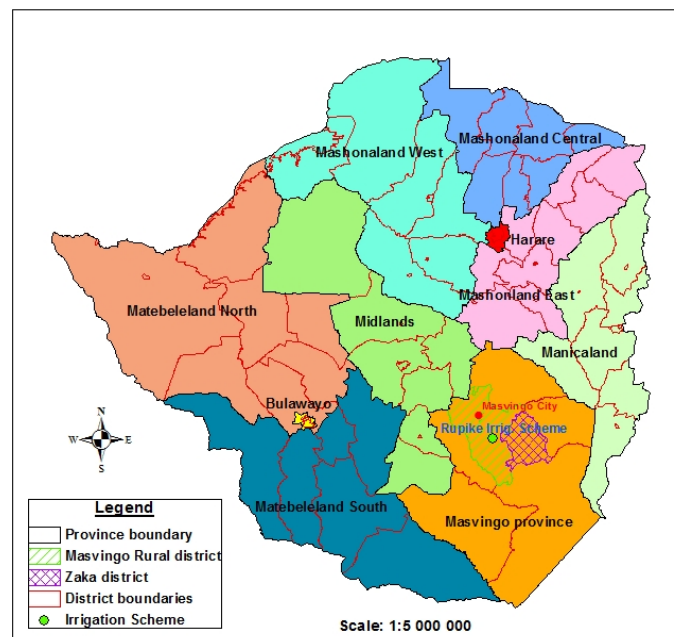 Mashonaland Central
Mashonaland West
Harare
Mashonland East
Matebeleland North
Midlands
Manicaland
Bulawayo
Masvingo City
Rupike Irrig. Scheme
N
W
E
S
Matebeleland South
Masvingo province
Legend
Province boundary
Masvingo Rural district
Zaka district
District boundaries
Irrigation Scheme
Scale: 1:5 000 000